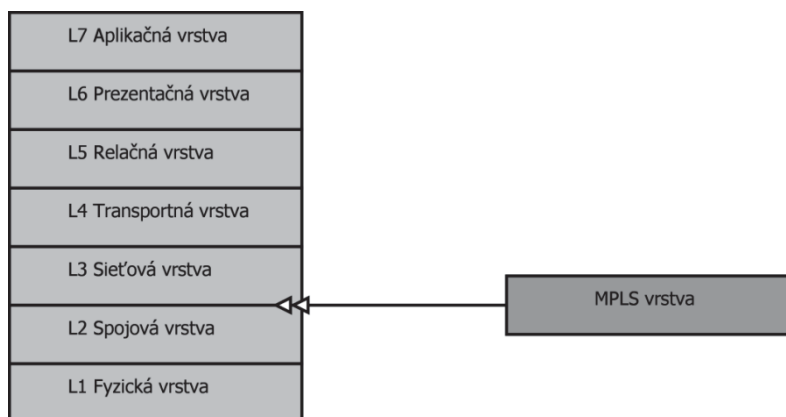 L7 Aplikačná vrstva
L6 Prezentačná vrstva
L5 Relačná vrstva
L4 Transportná vrstva
L3 Sieťová vrstva
MPLS vrstva
L2 Spojová vrstva
L1 Fyzická vrstva